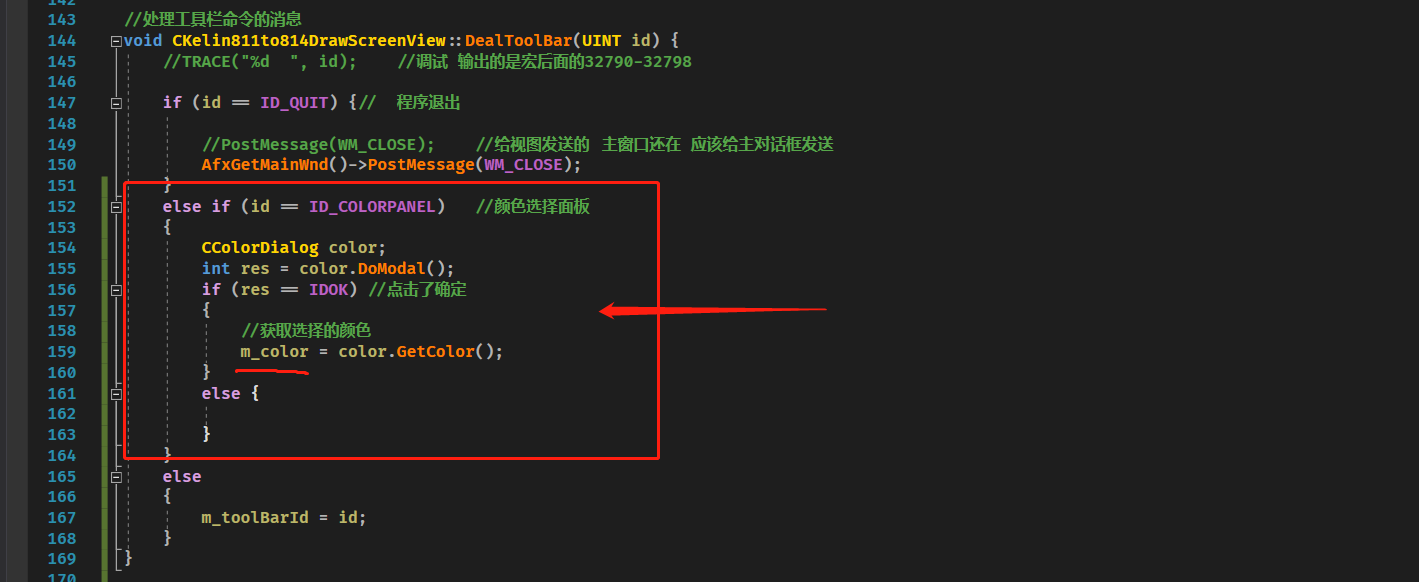 142
143 //处理工具栏命令的消息
144 void CKelin811to814DrawScreenView::DealToolBar(UINT id) {
145 //TRACE("%d  ", id);    //调试 输出的是宏后面的32790-32798
146
147 if (id == ID_QUIT) {//  程序退出
148
149 //PostMessage(WM_CLOSE);    //给视图发送的  主窗口还在 应该给主对话框发送
150 AfxGetMainWnd()->PostMessage(WM_CLOSE);
151 }
152 else if (id == ID_COLORPANEL)   //颜色选择面板
153 {
154 CColorDialog color;
155 int res = color.DoModal();
156 if (res == IDOK) //点击了确定
157 {
158 //获取选择的颜色
159 m_color = color.GetColor();
160 }
161 else {
162
163 }
164 }
165 else
166 {
167 m_toolBarId = id;
168 }
169 }
170